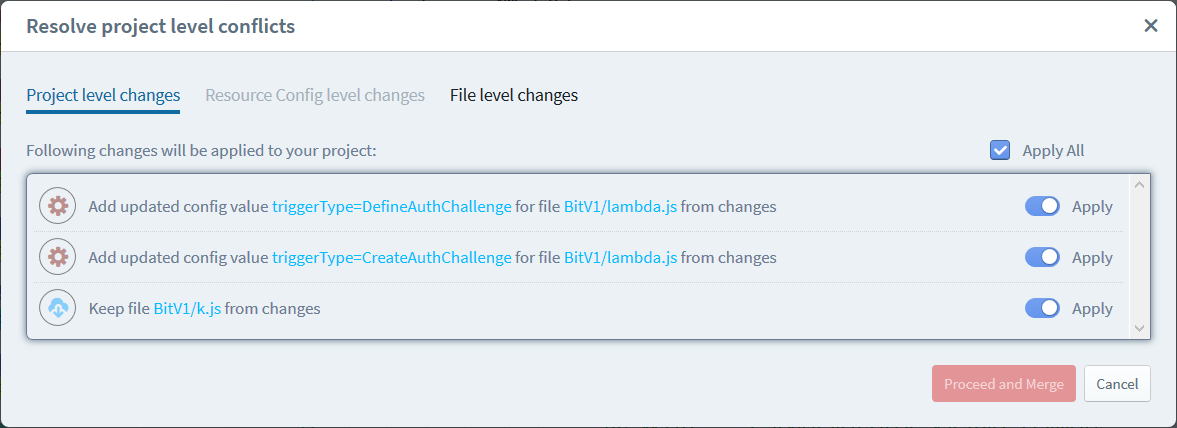 Resolve project level conflicts
Project level changes Resource Config level changes File level changes
Following changes will be applied to your project: Apply All
Add updated config value triggerType=DefineAuthChallenge for file BitV1/lambda.js from changes Apply
Add updated config value triggerType=CreateAuthChallenge for file BitV1/lambda.js from changes Apply
Keep file BitV1/k.js from changes Apply
Proceed and Merge Cancel